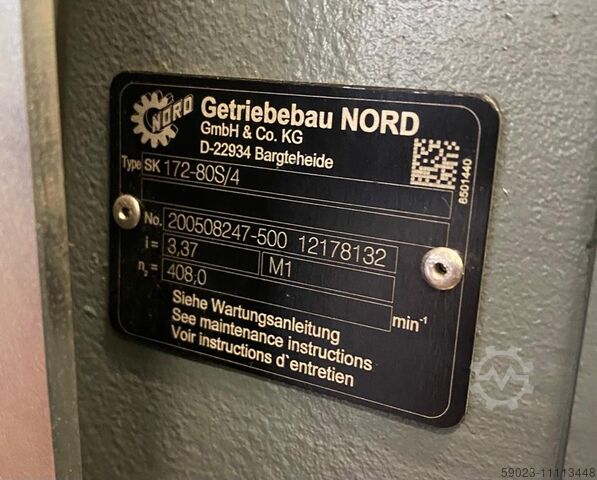 NORD
Getriebebau NORD
GmbH & Co. KG
D-22934 Bargteheide
6501440
Type SK 172-80S/4
No. 200508247-500 12178132
i = 3,37 M1
n₂ = 408,0 min⁻¹
Siehe Wartungsanleitung
See maintenance instructions
Voir instructions d`entretien
59023-11113448